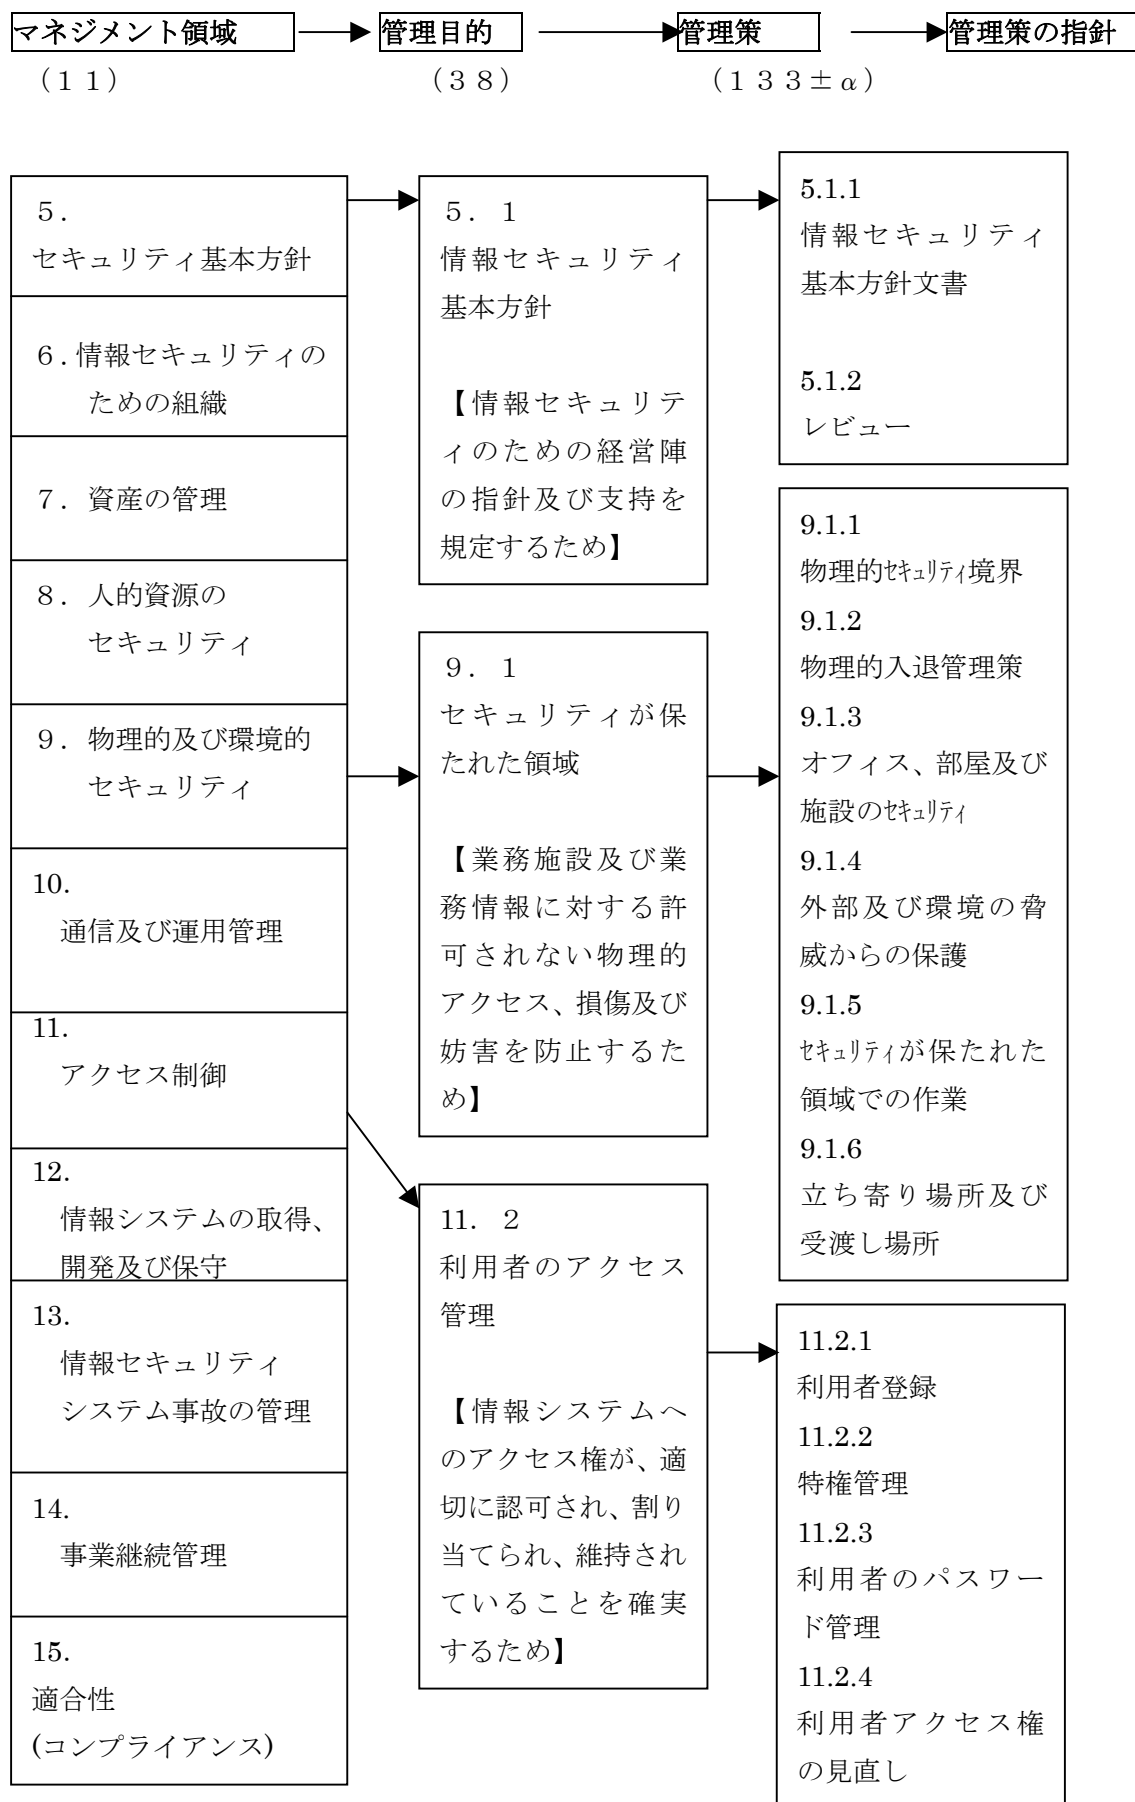 マネジメント領域
管理目的
管理策
管理策の指針
（１１）
（３８）
（１３３±α）
５．
セキュリティ基本方針
６．情報セキュリティの
ための組織
７．資産の管理
８．人的資源の
セキュリティ
９．物理的及び環境的
セキュリティ
10.
通信及び運用管理
11.
アクセス制御
12.
情報システムの取得、
開発及び保守
13.
情報セキュリティ
システム事故の管理
14.
事業継続管理
15.
適合性
(コンプライアンス)
５．１
情報セキュリティ
基本方針
【情報セキュリテ
ィのための経営陣
の指針及び支持を
規定するため】
９．１
セキュリティが保
たれた領域
【業務施設及び業
務情報に対する許
可されない物理的
アクセス、損傷及び
妨害を防止するた
め】
11．２
利用者のアクセス
管理
【情報システムへ
のアクセス権が、適
切に認可され、割り
当てられ、維持され
ていることを確実
するため】
5.1.1
情報セキュリティ
基本方針文書
5.1.2
レビュー
9.1.1
物理的ｾｷｭﾘﾃｨ境界
9.1.2
物理的入退管理策
9.1.3
オフィス、部屋及び
施設のｾｷｭﾘﾃｨ
9.1.4
外部及び環境の脅
威からの保護
9.1.5
ｾｷｭﾘﾃｨが保たれた
領域での作業
9.1.6
立ち寄り場所及び
受渡し場所
11.2.1
利用者登録
11.2.2
特権管理
11.2.3
利用者のパスワー
ド管理
11.2.4
利用者アクセス権
の見直し